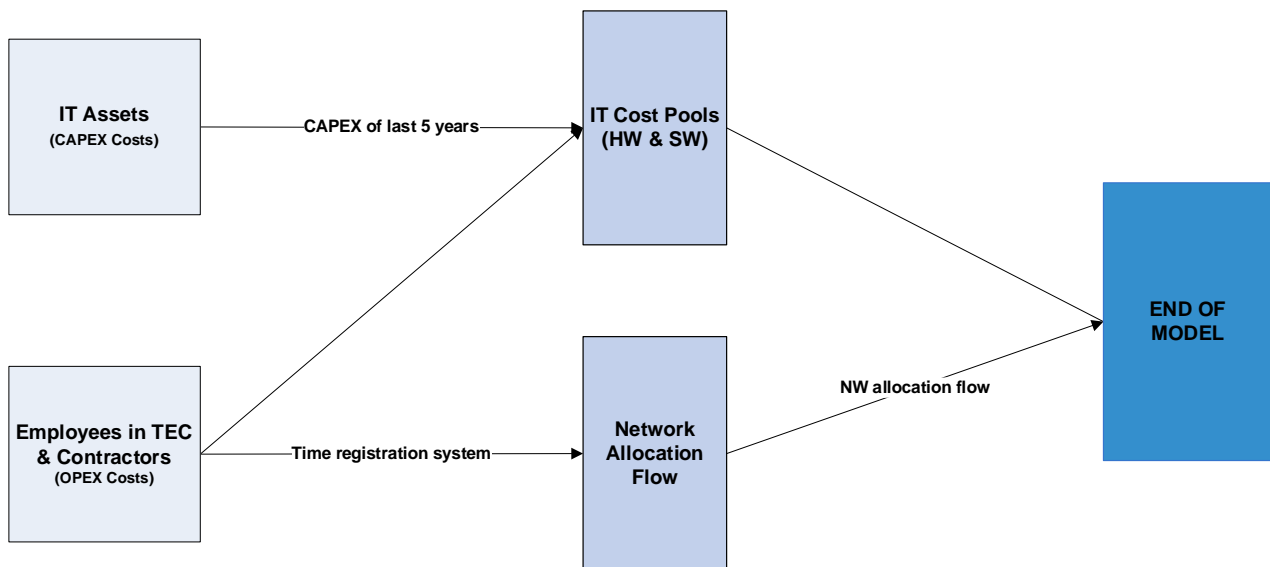 IT Assets
(CAPEX Costs)
CAPEX of last 5 years
IT Cost Pools
(HW & SW)
END OF
MODEL
Employees in TEC
& Contractors
(OPEX Costs)
Time registration system
Network
Allocation
Flow
NW allocation flow